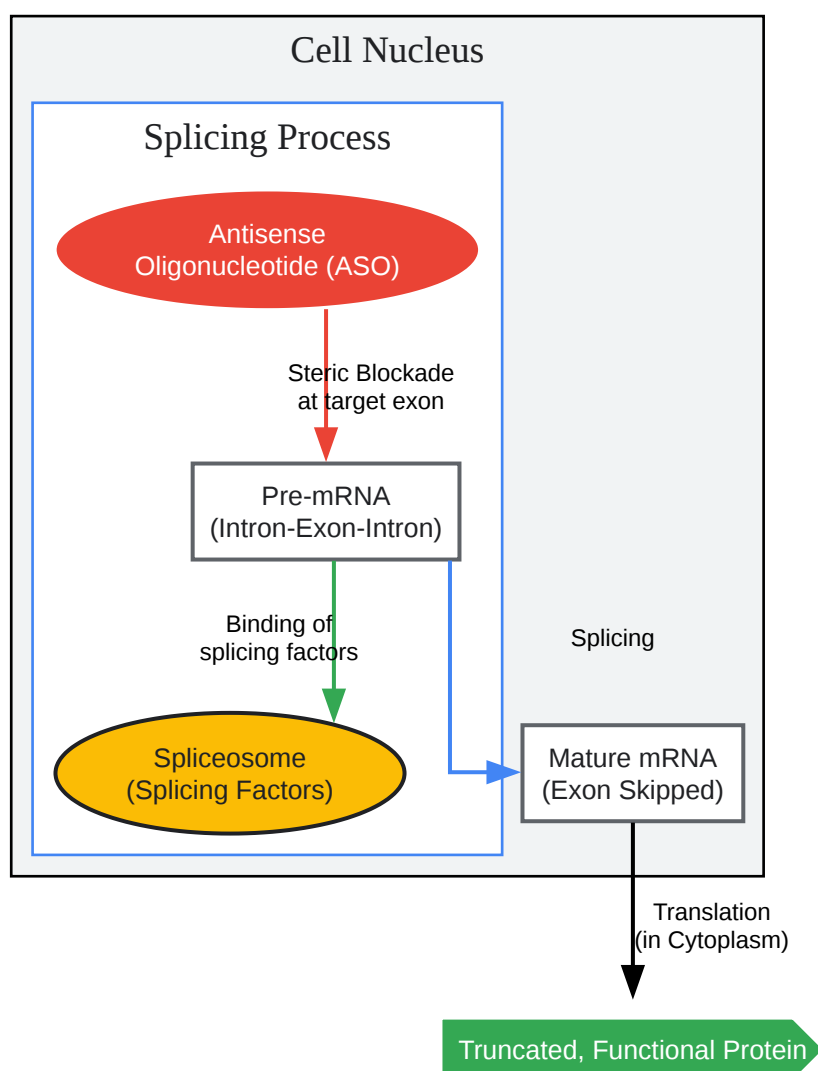 Cell Nucleus
Splicing Process
Antisense
Oligonucleotide (ASO)
Steric Blockade
at target exon
Pre-mRNA
(Intron-Exon-Intron)
Binding of
splicing factors
Splicing
Spliceosome
(Splicing Factors)
Mature mRNA
(Exon Skipped)
Translation
(in Cytoplasm)
Truncated, Functional Protein